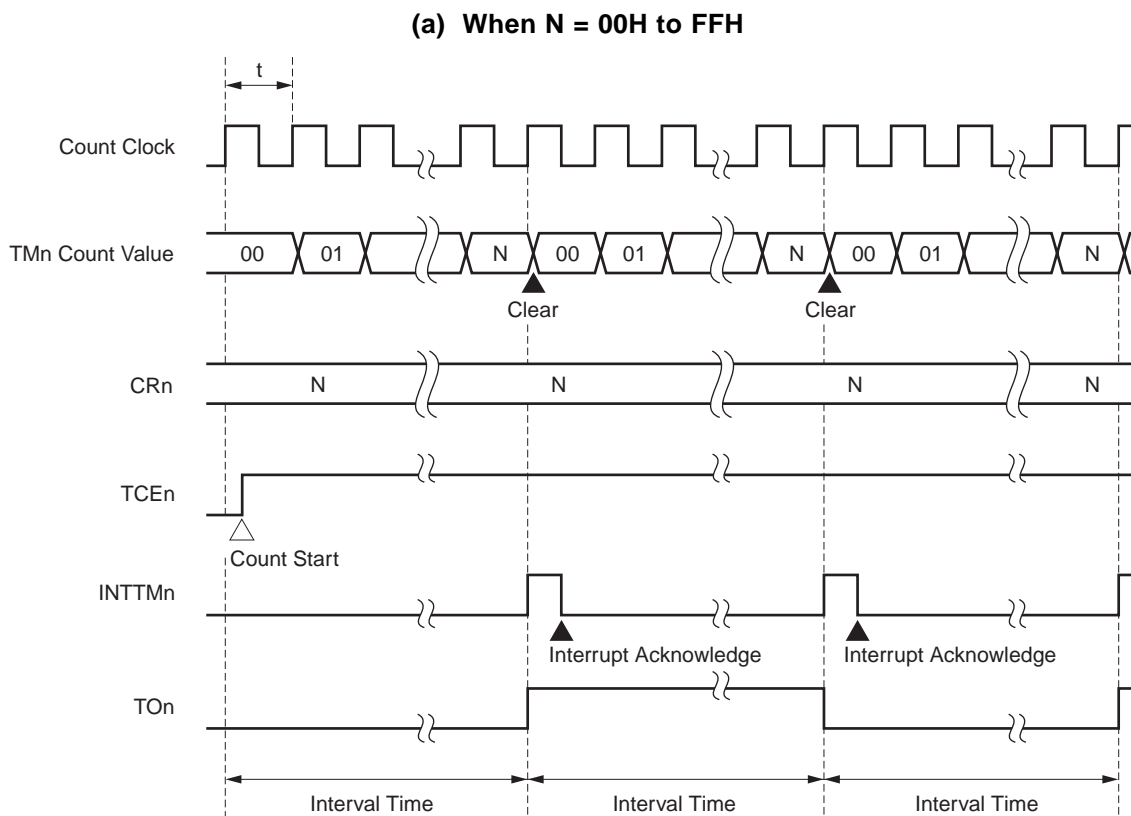 (a) When N = 00H to FFH
t
Count Clock
TMn Count Value 00 01 N 00 01 N 00 01 N
Clear Clear
CRn N N N N
TCEn
Count Start
INTTMn
Interrupt Acknowledge Interrupt Acknowledge
TOn
Interval Time Interval Time Interval Time